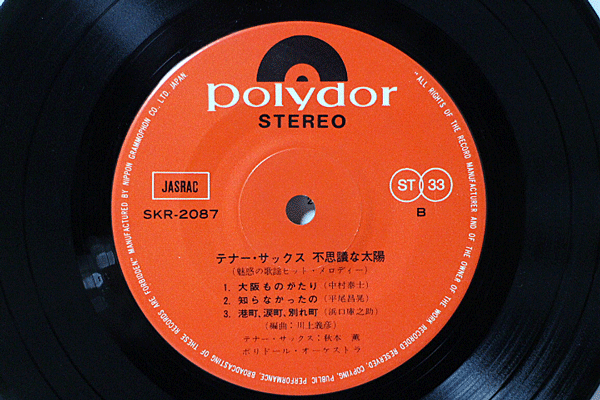 polydor
STEREO
JASRAC
SKR-2087
ST 33
B
テナー・サックス 不思議な太陽
(魅惑の歌謡ヒット・メロディー)
1. 大阪ものがたり (中村泰士)
2. 知らなかったの (平尾昌晃)
3. 港町、涙町、別れ町 (浜口庫之助)
(編曲:川上義彦)
テナー・サックス:秋本 薫
ポリドール・オーケストラ
"ALL RIGHTS OF THE RECORD MANUFACTURER AND OF THE OWNER OF THE WORK REPRODUCED RESERVED. COPYING, PUBLIC PERFORMANCE, BROADCASTING OF THESE RECORDS ARE FORBIDDEN" MANUFACTURED BY NIPPON GRAMMOPHON CO., LTD. JAPAN.